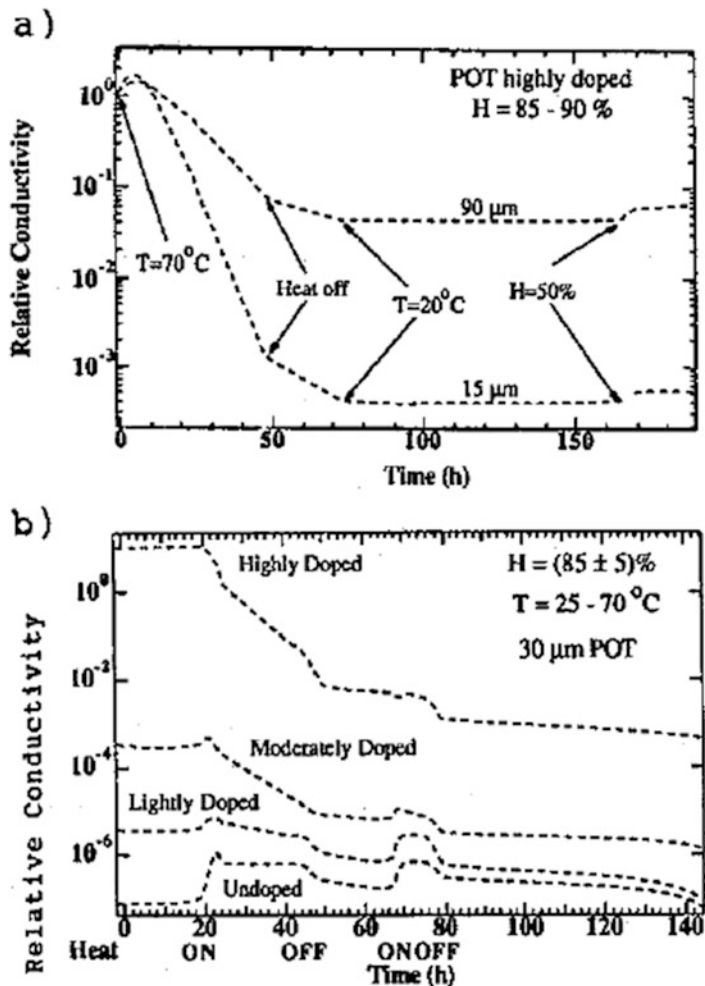 a)
POT highly doped
H = 85 - 90 %
Relative Conductivity
10⁰
10⁻¹
10⁻²
10⁻³
90 µm
T=70°C
Heat off
T=20°C
H=50%
15 µm
0 50 100 150
Time (h)
b)
Highly Doped
H = (85 ± 5)%
T = 25 - 70 °C
30 µm POT
Relative Conductivity
10⁰
10⁻²
10⁻⁴
10⁻⁶
Moderately Doped
Lightly Doped
Undoped
0 20 40 60 80 100 120 140
Heat ON OFF ON OFF
Time (h)